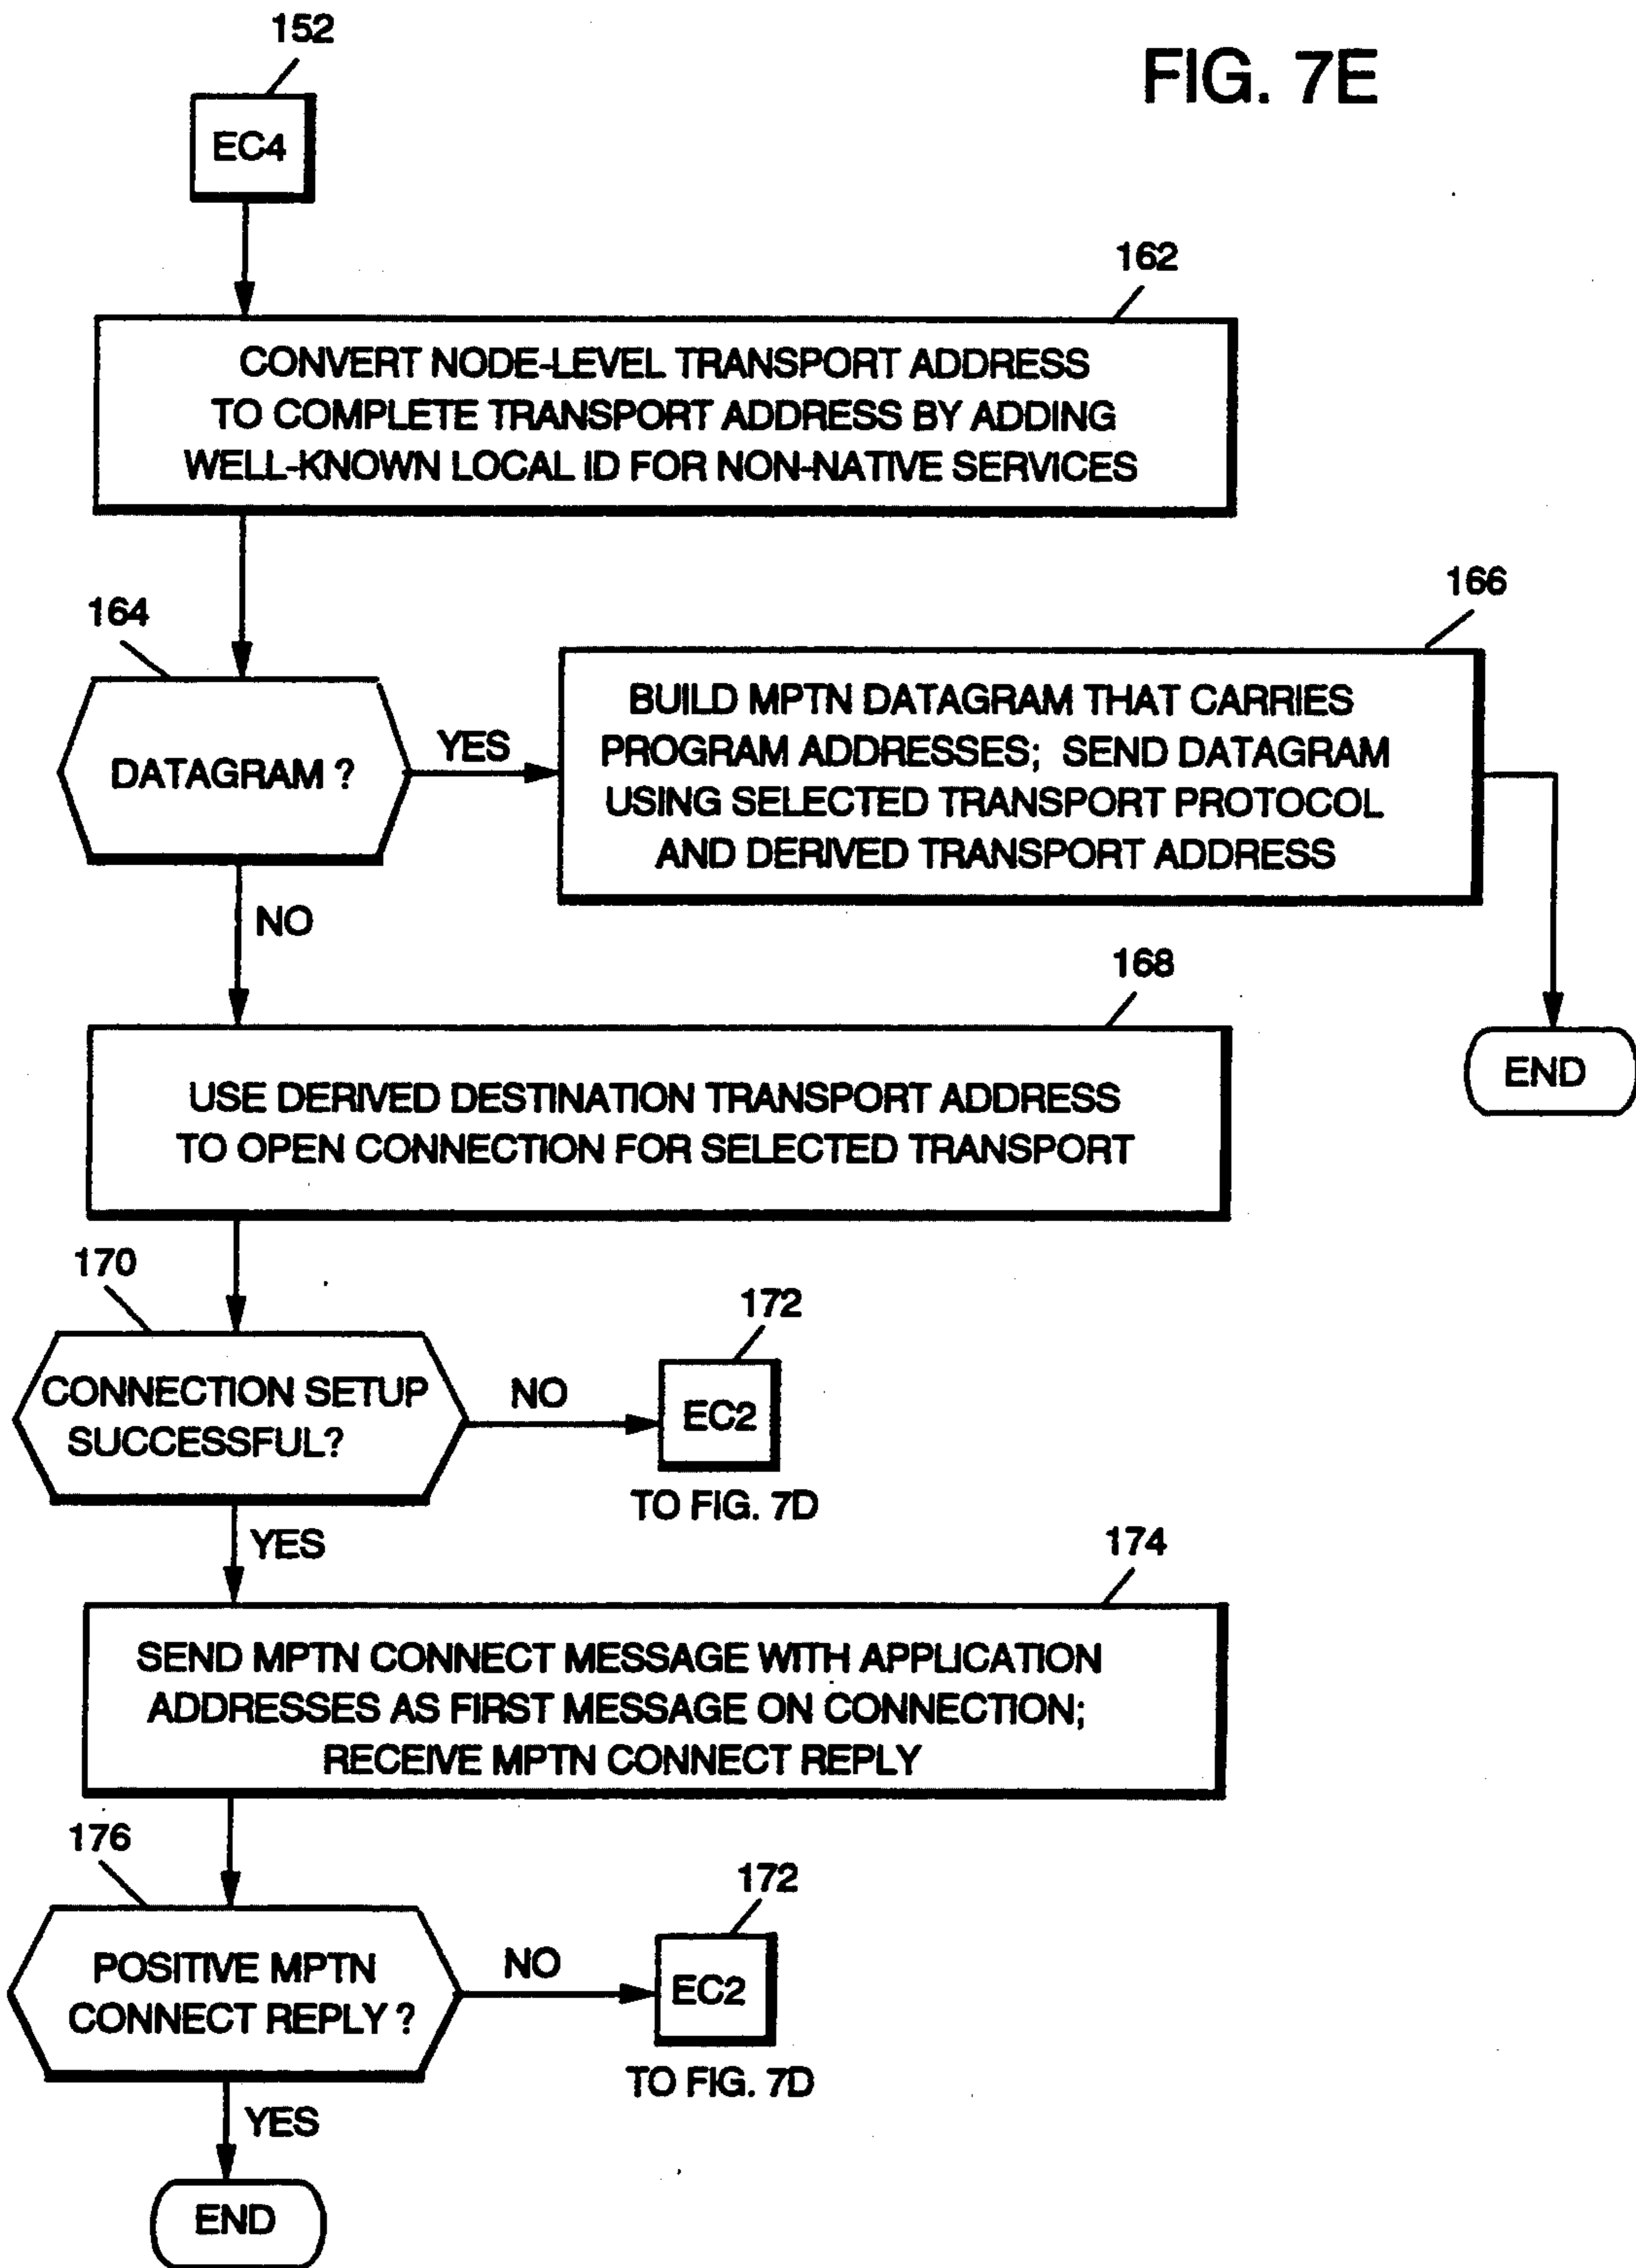 152
FIG. 7E
EC4
162
CONVERT NODE-LEVEL TRANSPORT ADDRESS
TO COMPLETE TRANSPORT ADDRESS BY ADDING
WELL-KNOWN LOCAL ID FOR NON-NATIVE SERVICES
164
DATAGRAM ?
YES
166
BUILD MPTN DATAGRAM THAT CARRIES
PROGRAM ADDRESSES; SEND DATAGRAM
USING SELECTED TRANSPORT PROTOCOL
AND DERIVED TRANSPORT ADDRESS
END
NO
168
USE DERIVED DESTINATION TRANSPORT ADDRESS
TO OPEN CONNECTION FOR SELECTED TRANSPORT
170
CONNECTION SETUP
SUCCESSFUL?
NO
172
EC2
TO FIG. 7D
YES
174
SEND MPTN CONNECT MESSAGE WITH APPLICATION
ADDRESSES AS FIRST MESSAGE ON CONNECTION;
RECEIVE MPTN CONNECT REPLY
176
POSITIVE MPTN
CONNECT REPLY ?
NO
172
EC2
TO FIG. 7D
YES
END